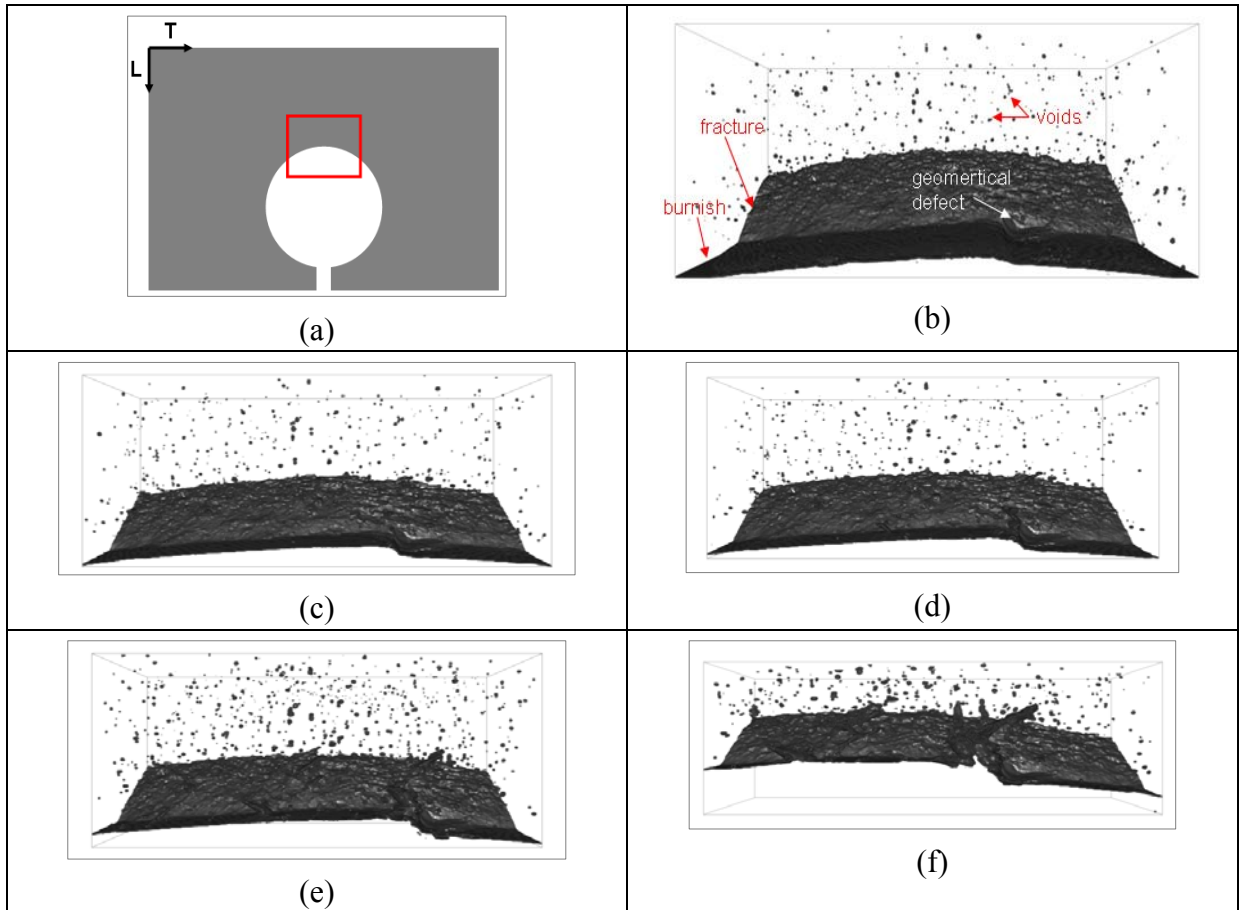 T
L
(a)
voids
fracture
geomertical
defect
burnish
(b)
(c)
(d)
(e)
(f)